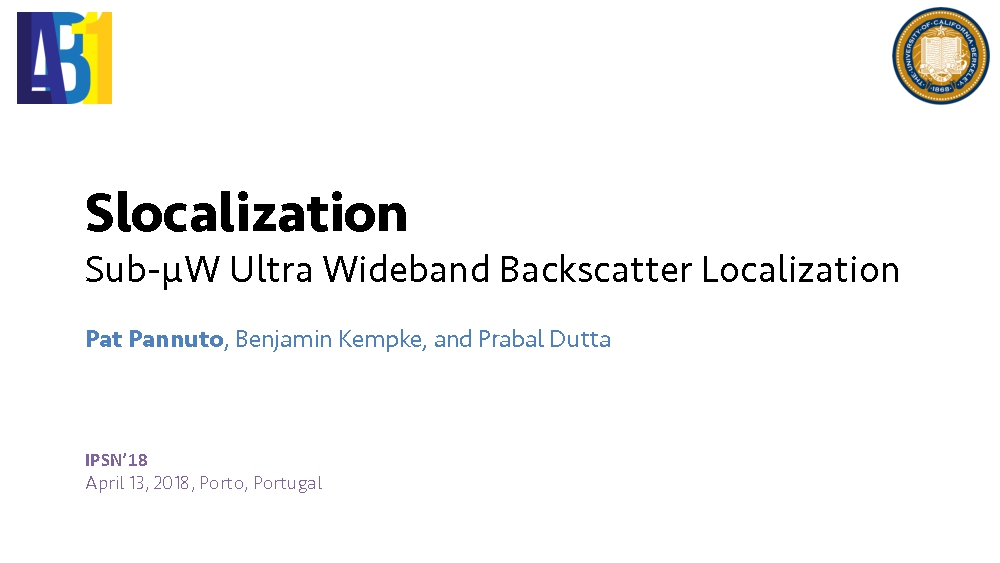 LAB11
THE·UNIVERSITY·OF·CALIFORNIA·BERKELEY·
·1868·
Slocalization
Sub-µW Ultra Wideband Backscatter Localization
Pat Pannuto, Benjamin Kempke, and Prabal Dutta
IPSN’18
April 13, 2018, Porto, Portugal